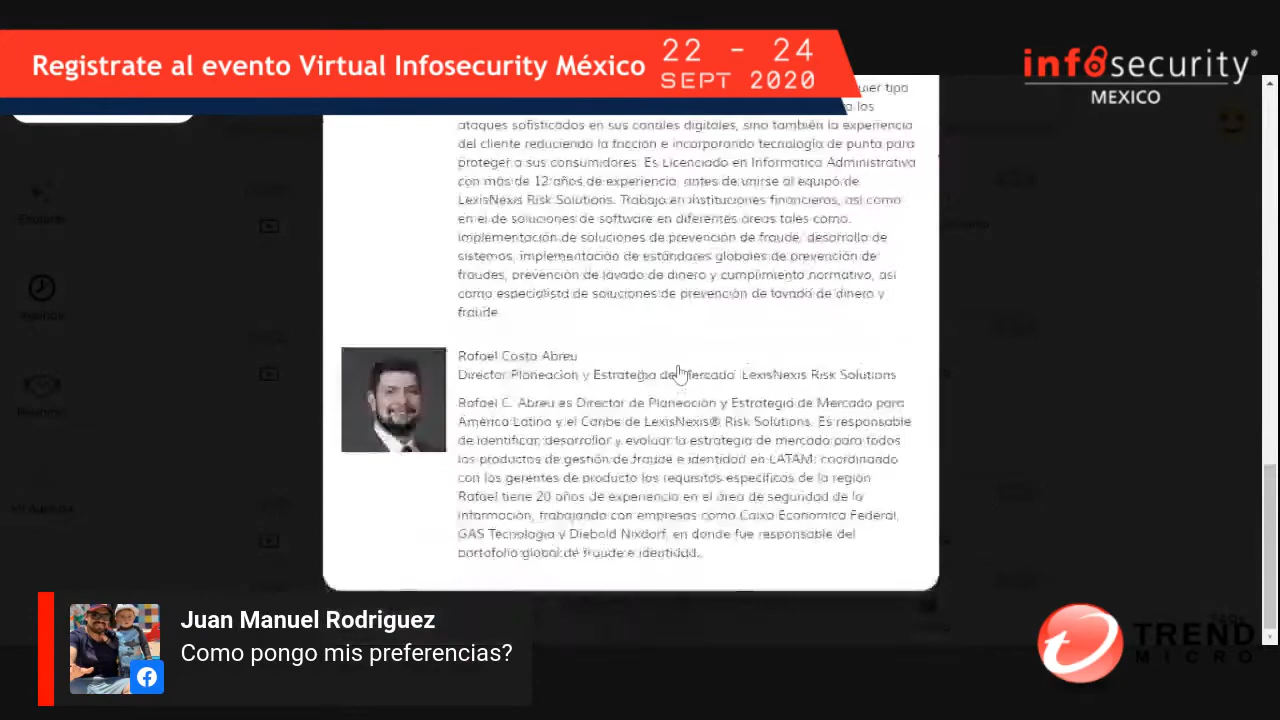 Registrate al evento Virtual Infosecurity México
22 - 24
SEPT 2020
infosecurity®
MEXICO
uier tipo
a los
ataques sofisticados en sus canales digitales, sino también la experiencia
del cliente reduciendo la fricción e incorporando tecnología de punta para
proteger a sus consumidores. Es Licenciado en Informática Administrativa
con más de 12 años de experiencia, antes de unirse al equipo de
LexisNexis Risk Solutions. Trabajo en instituciones financieras, así como
en el de soluciones de software en diferentes áreas tales como:
implementación de soluciones de prevención de fraude, desarrollo de
sistemos, implementación de estándares globales de prevención de
fraudes, prevención de lavado de dinero y cumplimiento normativo, así
como especialista de soluciones de prevención de lavado de dinero y
fraude.
Rafael Costa Abreu
Director Planeación y Estrategia de Mercado LexisNexis Risk Solutions
Rafael C. Abreu es Director de Planeación y Estrategia de Mercado para
América Latina y el Caribe de LexisNexis® Risk Solutions. Es responsable
de identificar, desarrollar y evaluar la estrategia de mercado para todos
los productos de gestión de fraude e identidad en LATAM, coordinando
con los gerentes de producto los requisitos específicos de la región
Rafael tiene 20 años de experiencia en el área de seguridad de la
información, trabajando con empresas como Caixa Economica Federal,
GAS Tecnologia y Diebold Nixdorf, en donde fue responsable del
portafolio global de fraude e identidad.
Juan Manuel Rodriguez
Como pongo mis preferencias?
TREND
MICRO